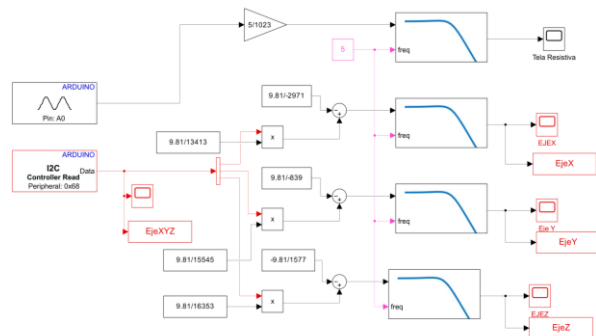 5/1023
5
freq
Tela Resistiva
ARDUINO
Pin: A0
9.81/-2971
9.81/13413
x
freq
EJEX
EjeX
ARDUINO
I2C
Controller Read
Peripheral: 0x68
Data
EjeXYZ
9.81/-839
x
freq
Eje Y
EjeY
9.81/15545
-9.81/1577
9.81/16353
x
freq
EJEZ
EjeZ